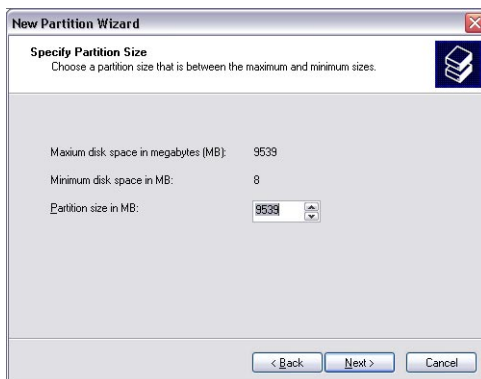 New Partition Wizard
Specify Partition Size
Choose a partition size that is between the maximum and minimum sizes.
Maxium disk space in megabytes (MB): 9539
Minimum disk space in MB: 8
Partition size in MB: 9539
< Back Next > Cancel